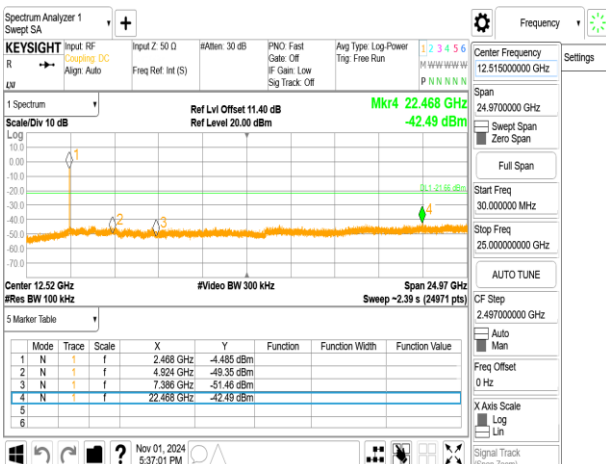 Spectrum Analyzer 1
Swept SA
Frequency
KEYSIGHT
Input: RF
Coupling: DC
Align: Auto
Input Z: 50 Ω
Freq Ref: Int (S)
#Atten: 30 dB
PNO: Fast
Gate: Off
IF Gain: Low
Sig Track: Off
Avg Type: Log-Power
Trig: Free Run
1 2 3 4 5 6
M W W W W W
P N N N N N
R
LXI
1 Spectrum
Scale/Div 10 dB
Ref Lvl Offset 11.40 dB
Ref Level 20.00 dBm
Mkr4 22.468 GHz
-42.49 dBm
Log
10.0
0.00
-10.0
-20.0
-30.0
-40.0
-50.0
-60.0
-70.0
1
2
3
4
DL1 -21.66 dBm
Center 12.52 GHz
#Res BW 100 kHz
#Video BW 300 kHz
Span 24.97 GHz
Sweep ~2.39 s (24971 pts)
5 Marker Table
Mode Trace Scale X Y Function Function Width Function Value
1 N 1 f 2.468 GHz -4.485 dBm
2 N 1 f 4.924 GHz -49.35 dBm
3 N 1 f 7.386 GHz -51.46 dBm
4 N 1 f 22.468 GHz -42.49 dBm
5
6
Nov 01, 2024
5:37:01 PM
Center Frequency
12.515000000 GHz
Settings
Span
24.9700000 GHz
Swept Span
Zero Span
Full Span
Start Freq
30.000000 MHz
Stop Freq
25.000000000 GHz
AUTO TUNE
CF Step
2.497000000 GHz
Auto
Man
Freq Offset
0 Hz
X Axis Scale
Log
Lin
Signal Track
(Span Zoom)